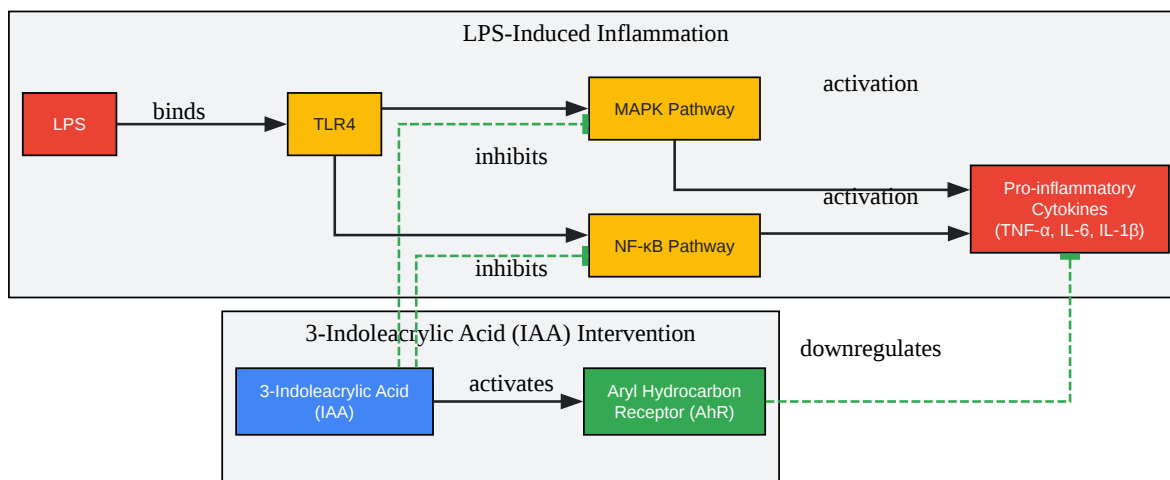 LPS-Induced Inflammation
activation
LPS
binds
TLR4
MAPK Pathway
inhibits
activation
Pro-inflammatory
Cytokines
(TNF-α, IL-6, IL-1β)
NF-κB Pathway
inhibits
3-Indoleacrylic Acid (IAA) Intervention
downregulates
3-Indoleacrylic Acid
(IAA)
activates
Aryl Hydrocarbon
Receptor (AhR)